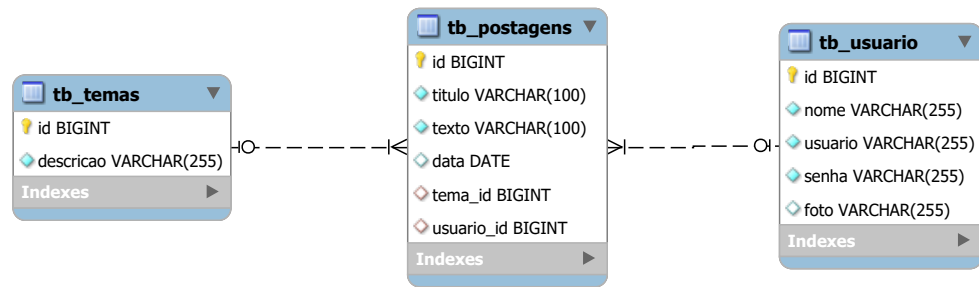 tb_temas
id BIGINT
descricao VARCHAR(255)
Indexes
tb_postagens
id BIGINT
titulo VARCHAR(100)
texto VARCHAR(100)
data DATE
tema_id BIGINT
usuario_id BIGINT
Indexes
tb_usuario
id BIGINT
nome VARCHAR(255)
usuario VARCHAR(255)
senha VARCHAR(255)
foto VARCHAR(255)
Indexes